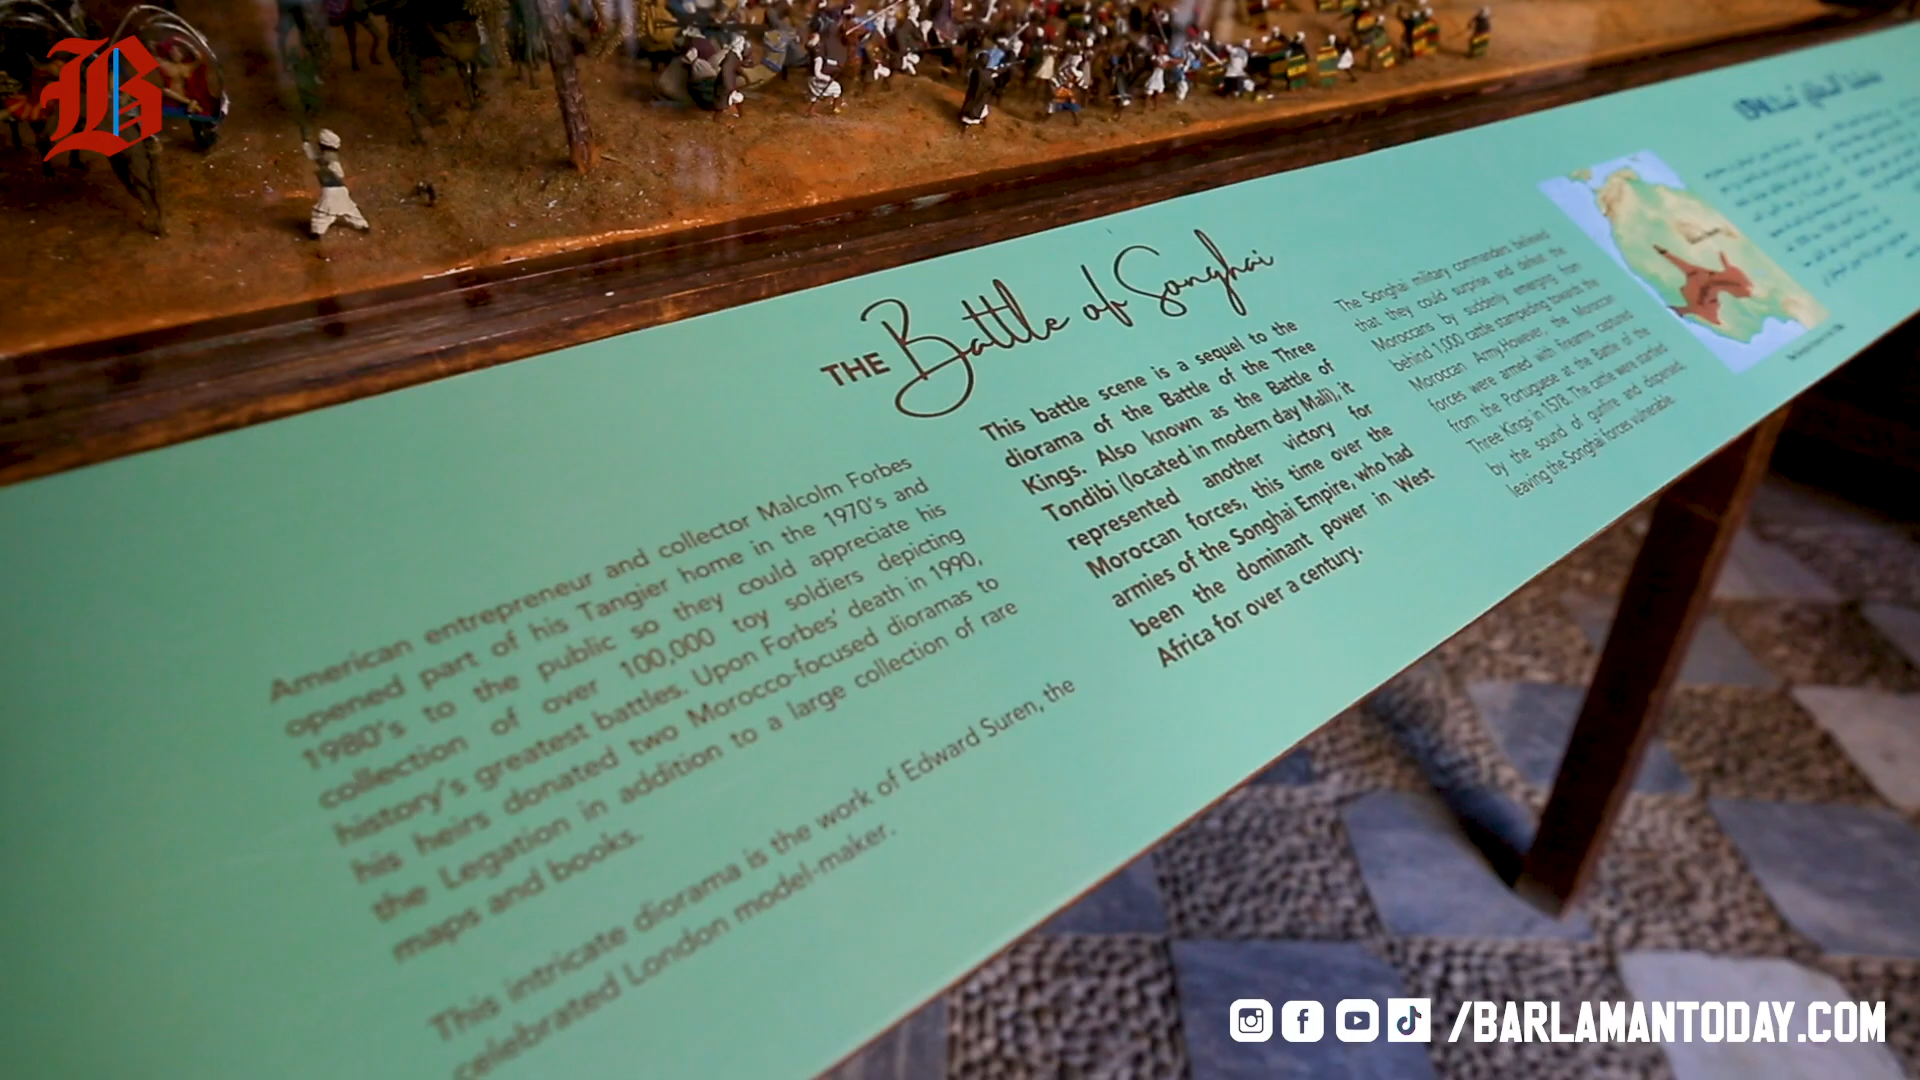 B
THE Battle of Songhai
American entrepreneur and collector Malcolm Forbes
opened part of his Tangier home in the 1970's and
1980's to the public so they could appreciate his
collection of over 100,000 toy soldiers depicting
history's greatest battles. Upon Forbes' death in 1990,
his heirs donated two Morocco-focused dioramas to
the Legation in addition to a large collection of rare
maps and books.
This intricate diorama is the work of Edward Suren, the
celebrated London model-maker.
This battle scene is a sequel to the
diorama of the Battle of the Three
Kings. Also known as the Battle of
Tondibi (located in modern day Mali), it
represented another victory for
Moroccan forces, this time over the
armies of the Songhai Empire, who had
been the dominant power in West
Africa for over a century.
The Songhai military commanders believed
that they could surprise and defeat the
Moroccans by suddenly emerging from
behind 1,000 cattle stampeding towards the
Moroccan Army.However, the Moroccan
forces were armed with firearms captured
from the Portuguese at the Battle of the
Three Kings in 1578. The cattle were startled
by the sound of gunfire and dispersed,
leaving the Songhai forces vulnerable.
/BARLAMANTODAY.COM